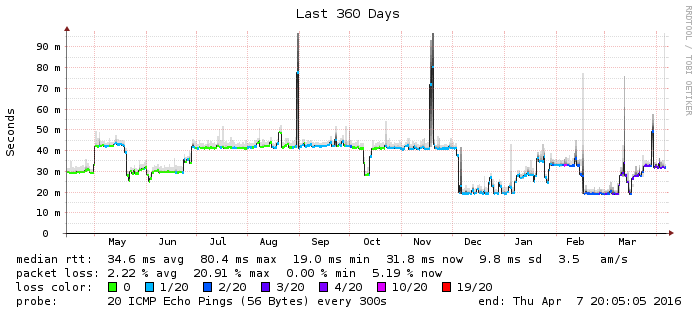 Last 360 Days
RRDTOOL / TOBI OETIKER
Seconds
90 m
80 m
70 m
60 m
50 m
40 m
30 m
20 m
10 m
0
May Jun Jul Aug Sep Oct Nov Dec Jan Feb Mar
median rtt: 34.6 ms avg 80.4 ms max 19.0 ms min 31.8 ms now 9.8 ms sd 3.5 am/s
packet loss: 2.22 % avg 20.91 % max 0.00 % min 5.19 % now
loss color: 0 1/20 2/20 3/20 4/20 10/20 19/20
probe: 20 ICMP Echo Pings (56 Bytes) every 300s end: Thu Apr 7 20:05:05 2016